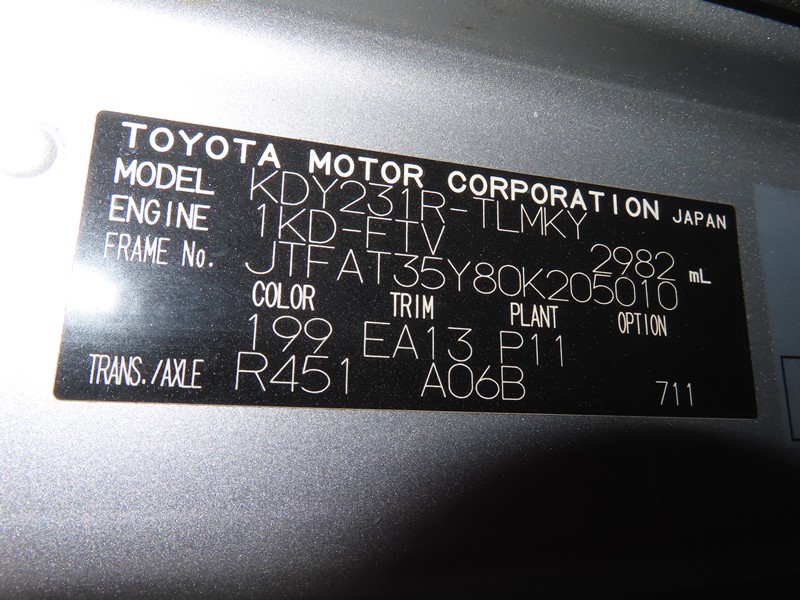 TOYOTA MOTOR CORPORATION JAPAN
MODEL KDY231R-TLMKY
ENGINE 1KD-FTV 2982 mL
FRAME No. JTFAT35Y80K205010
COLOR TRIM PLANT OPTION
199 EA13 P11
TRANS./AXLE R451 A06B 711